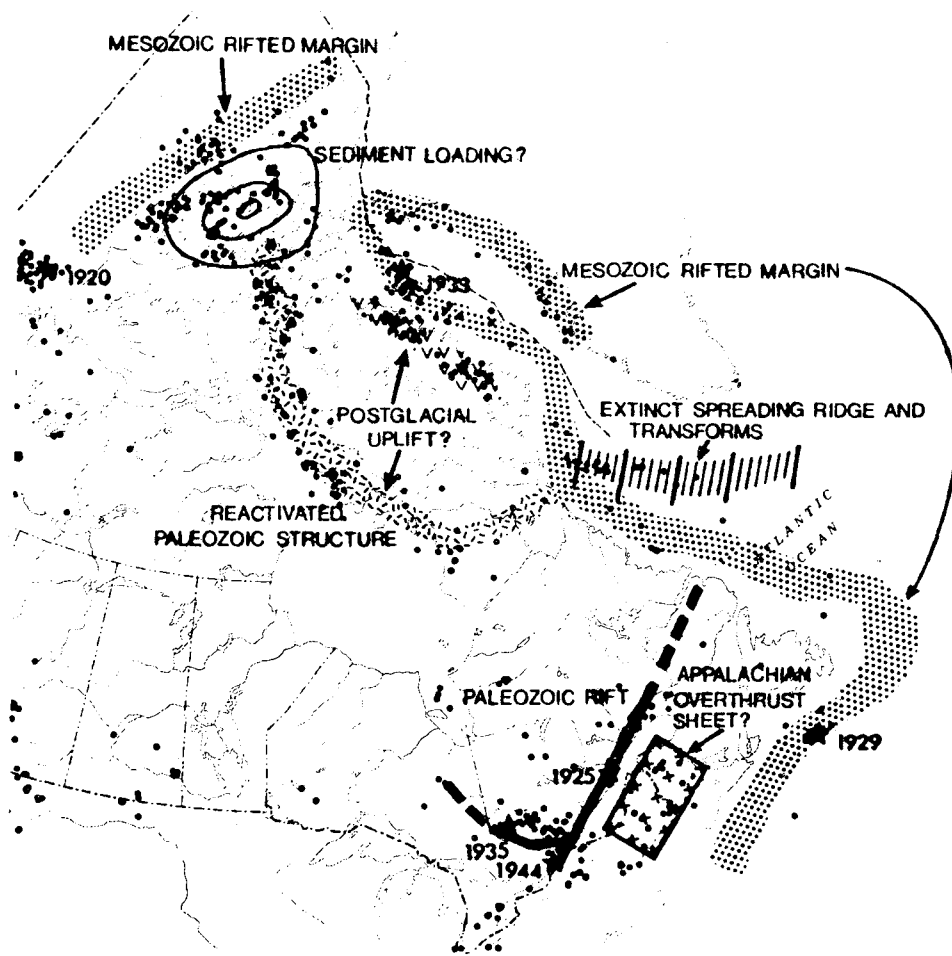 MESOZOIC RIFTED MARGIN
SEDIMENT LOADING?
1920
1933
MESOZOIC RIFTED MARGIN
POSTGLACIAL
UPLIFT?
EXTINCT SPREADING RIDGE AND
TRANSFORMS
REACTIVATED
PALEOZOIC STRUCTURE
ATLANTIC
OCEAN
PALEOZOIC RIFT
APPALACHIAN
OVERTHRUST
SHEET?
1929
1925
1935
1944